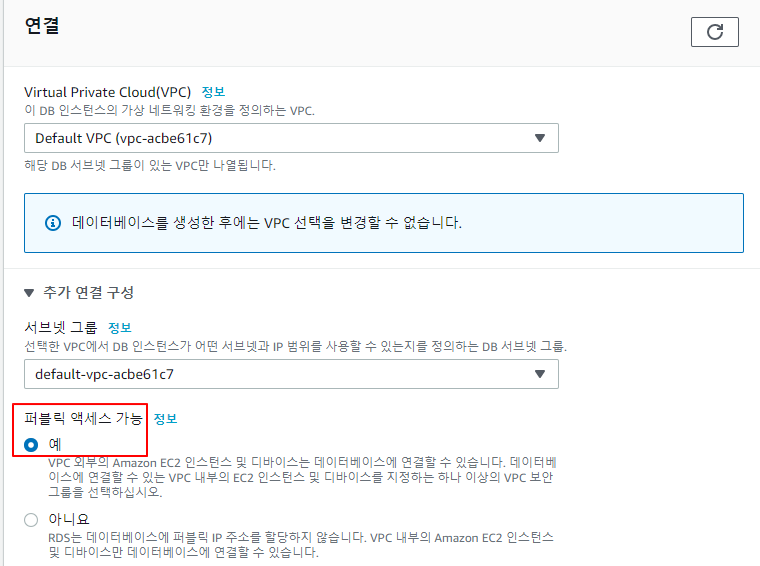 연결
Virtual Private Cloud(VPC) 정보
이 DB 인스턴스의 가상 네트워킹 환경을 정의하는 VPC.
Default VPC (vpc-acbe61c7)
해당 DB 서브넷 그룹이 있는 VPC만 나열됩니다.
데이터베이스를 생성한 후에는 VPC 선택을 변경할 수 없습니다.
추가 연결 구성
서브넷 그룹 정보
선택한 VPC에서 DB 인스턴스가 어떤 서브넷과 IP 범위를 사용할 수 있는지를 정의하는 DB 서브넷 그룹.
default-vpc-acbe61c7
퍼블릭 액세스 가능 정보
예
VPC 외부의 Amazon EC2 인스턴스 및 디바이스는 데이터베이스에 연결할 수 있습니다. 데이터베
이스에 연결할 수 있는 VPC 내부의 EC2 인스턴스 및 디바이스를 지정하는 하나 이상의 VPC 보안
그룹을 선택하십시오.
아니요
RDS는 데이터베이스에 퍼블릭 IP 주소를 할당하지 않습니다. VPC 내부의 Amazon EC2 인스턴스
및 디바이스만 데이터베이스에 연결할 수 있습니다.